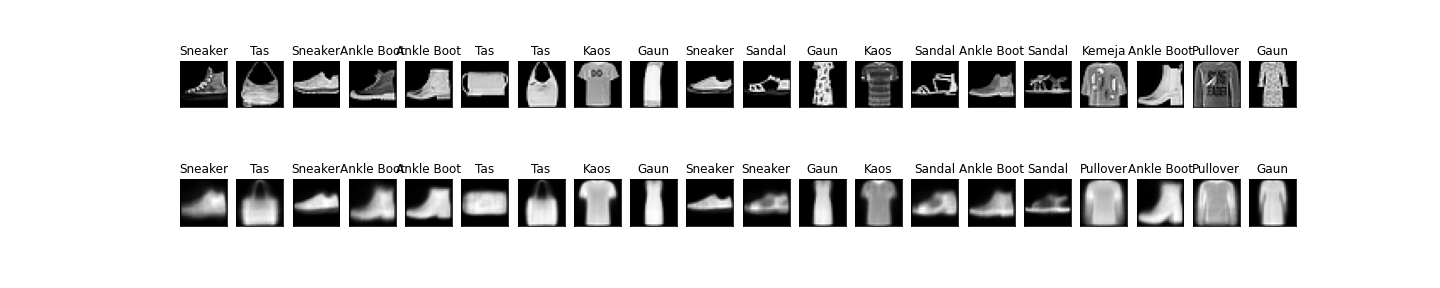 Sneaker Tas Sneaker Ankle Boot Ankle Boot Tas Tas Kaos Gaun Sneaker Sandal Gaun Kaos Sandal Ankle Boot Sandal Kemeja Ankle Boot Pullover Gaun
LEADER
Sneaker Tas Sneaker Ankle Boot Ankle Boot Tas Tas Kaos Gaun Sneaker Sneaker Gaun Kaos Sandal Ankle Boot Sandal Pullover Ankle Boot Pullover Gaun